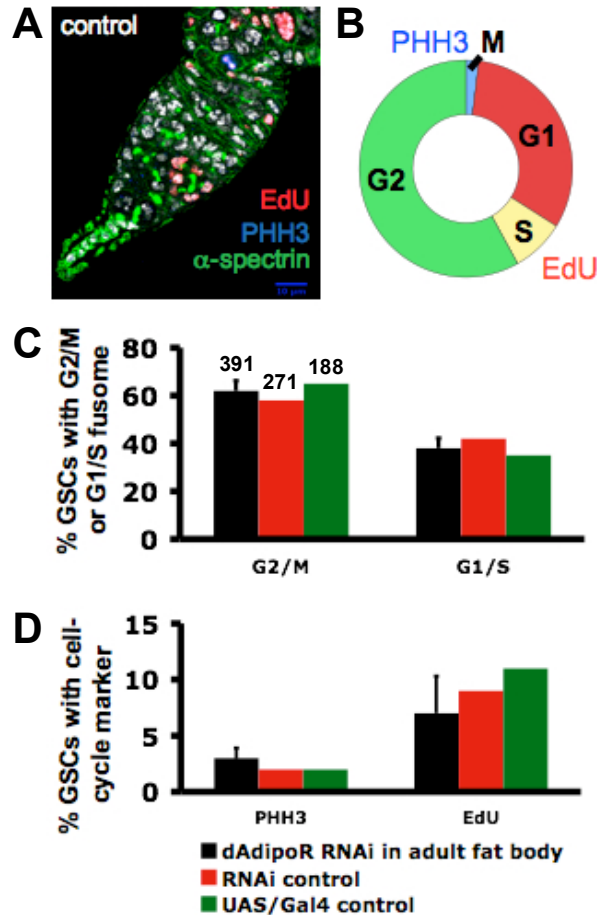 A
control
EdU
PHH3
α-spectrin
10 μm
B
PHH3
M
G1
G2
S
EdU
C
% GSCs with G2/M
or G1/S fusome
80
60
40
20
0
391
271
188
G2/M
G1/S
D
% GSCs with cell-
cycle marker
15
10
5
0
PHH3
EdU
dAdipoR RNAi in adult fat body
RNAi control
UAS/Gal4 control